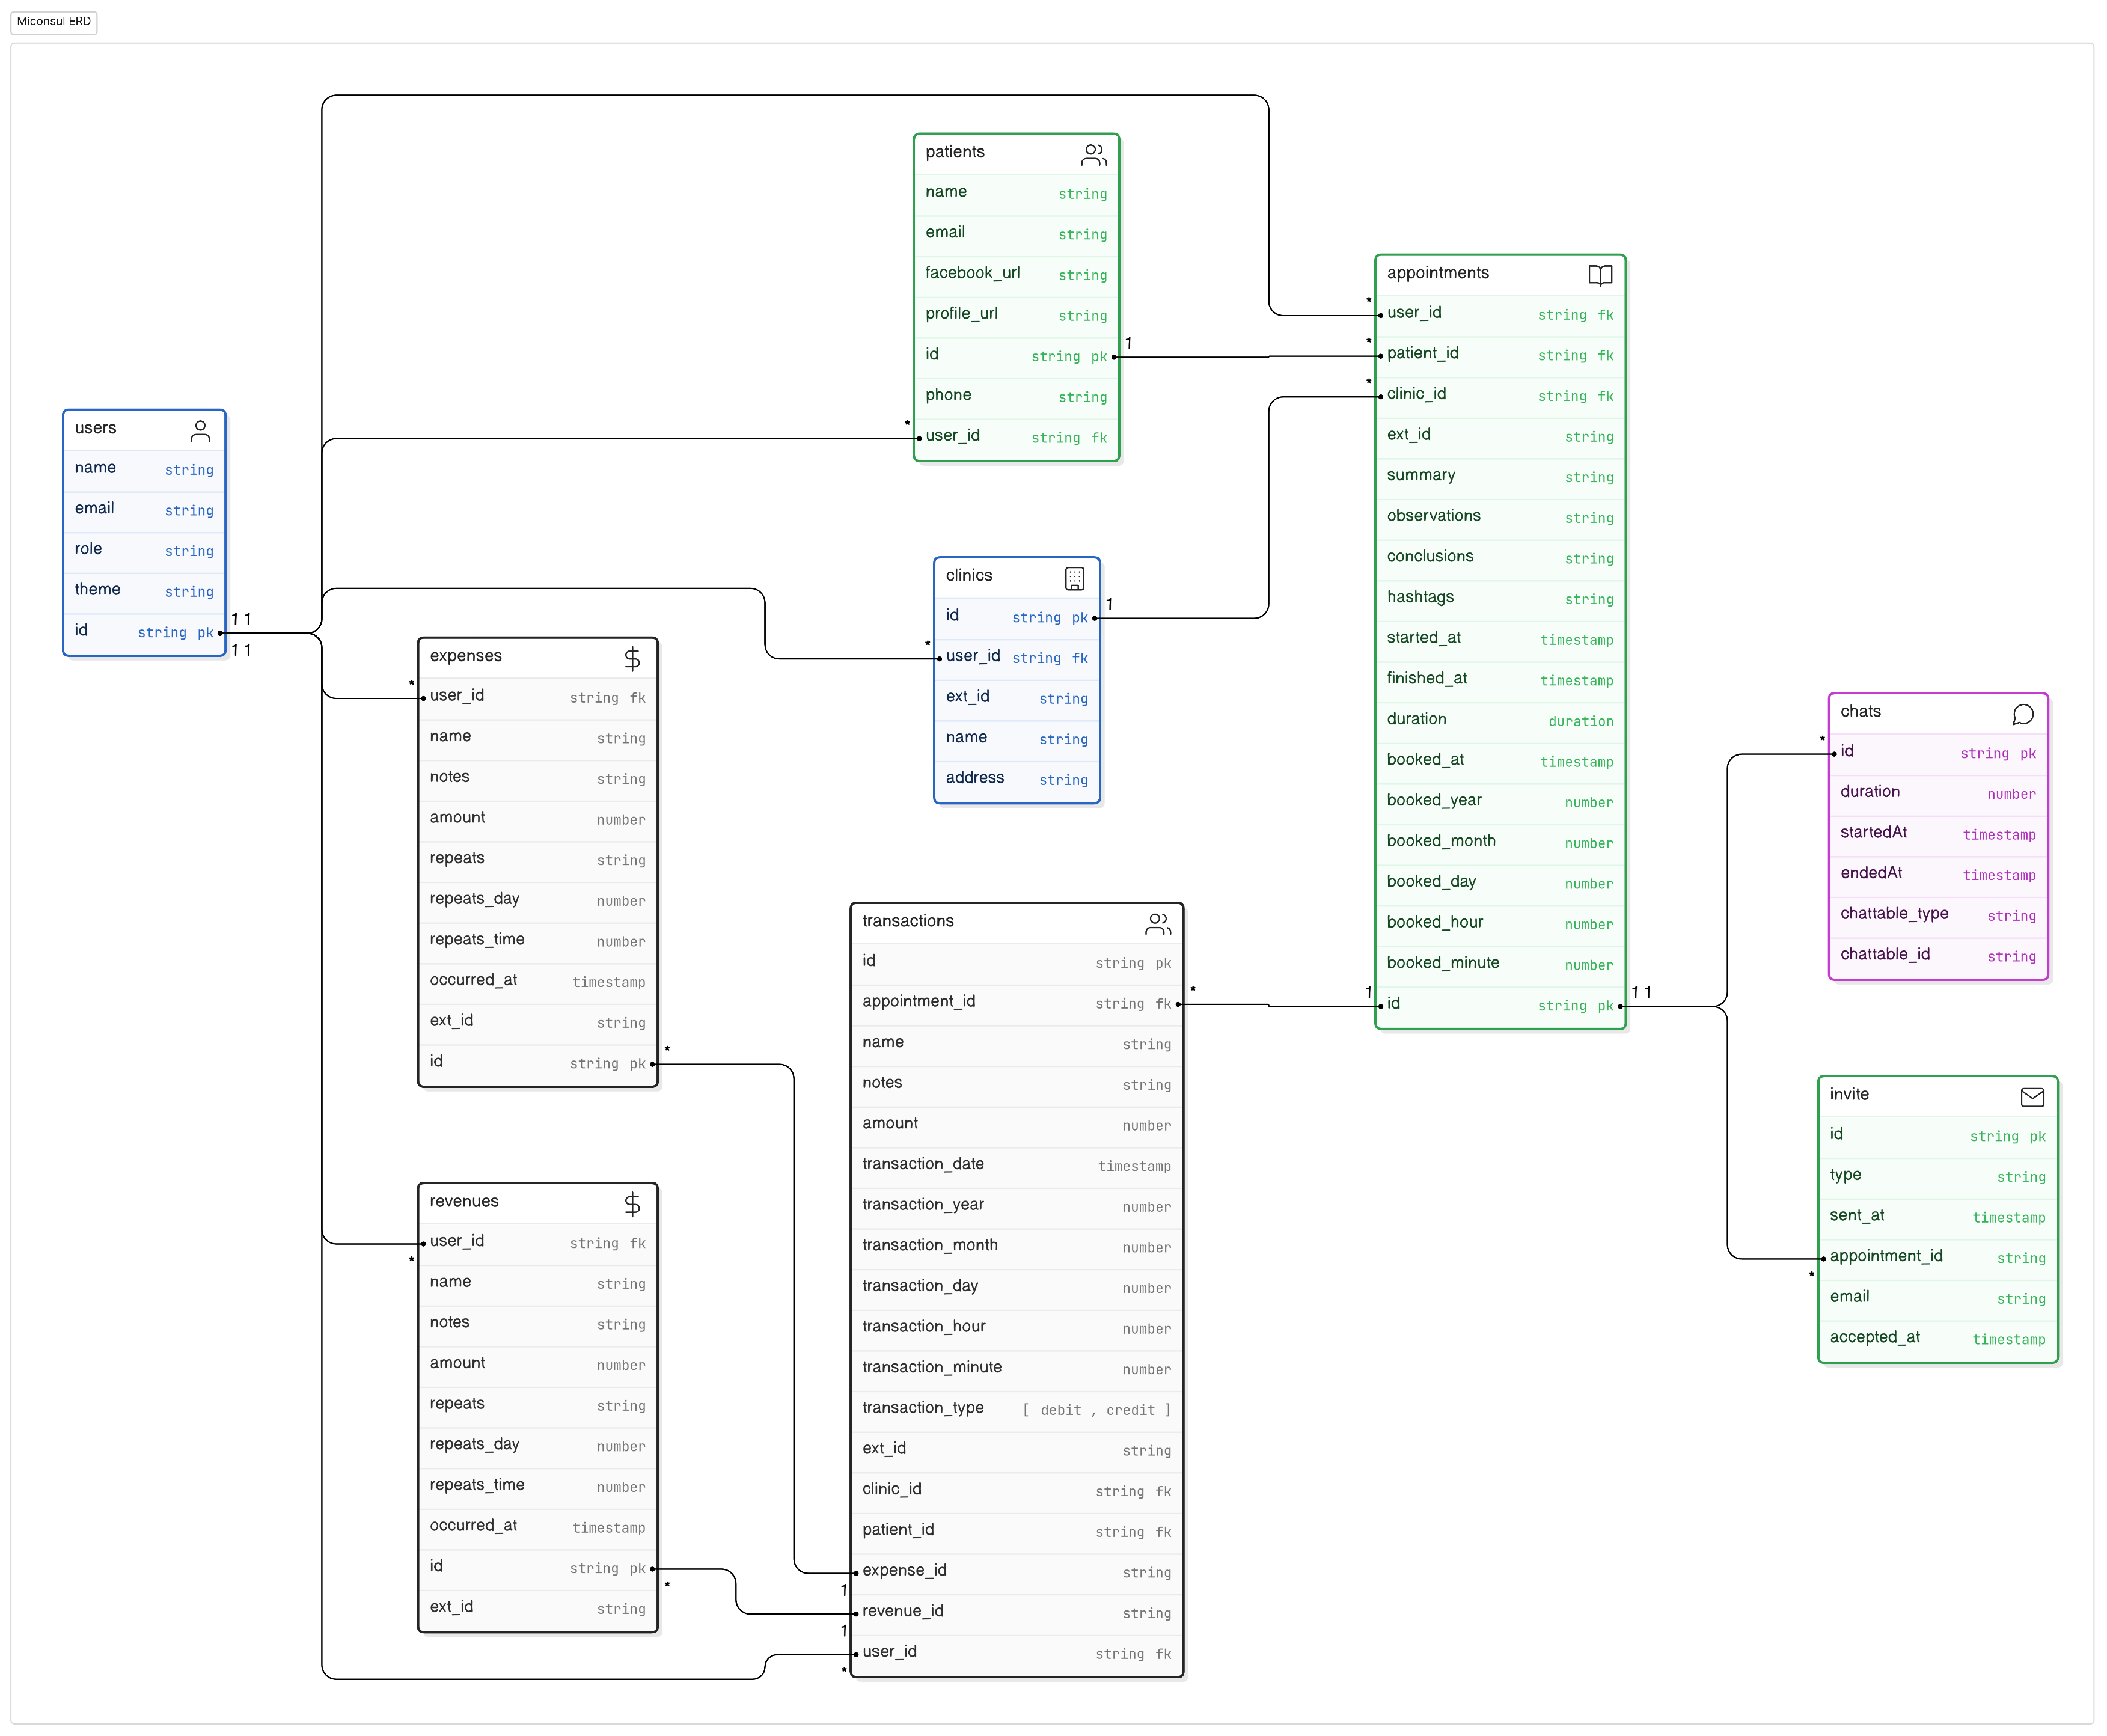 Miconsul ERD
users
name string
email string
role string
theme string
id string pk
1 1
1 1
patients
name string
email string
facebook_url string
profile_url string
id string pk
1
phone string
* user_id string fk
clinics
id string pk
1
* user_id string fk
ext_id string
name string
address string
expenses
* user_id string fk
name string
notes string
amount number
repeats string
repeats_day number
repeats_time number
occurred_at timestamp
ext_id string
id string pk
*
revenues
user_id string fk
*
name string
notes string
amount number
repeats string
repeats_day number
repeats_time number
occurred_at timestamp
id string pk
*
ext_id string
transactions
id string pk
appointment_id string fk
*
name string
notes string
amount number
transaction_date timestamp
transaction_year number
transaction_month number
transaction_day number
transaction_hour number
transaction_minute number
transaction_type [ debit , credit ]
ext_id string
clinic_id string fk
patient_id string fk
expense_id string
1
revenue_id string
1
user_id string fk
*
appointments
* user_id string fk
* patient_id string fk
* clinic_id string fk
ext_id string
summary string
observations string
conclusions string
hashtags string
started_at timestamp
finished_at timestamp
duration duration
booked_at timestamp
booked_year number
booked_month number
booked_day number
booked_hour number
booked_minute number
1 id string pk 1 1
chats
* id string pk
duration number
startedAt timestamp
endedAt timestamp
chattable_type string
chattable_id string
invite
id string pk
type string
sent_at timestamp
appointment_id string
*
email string
accepted_at timestamp